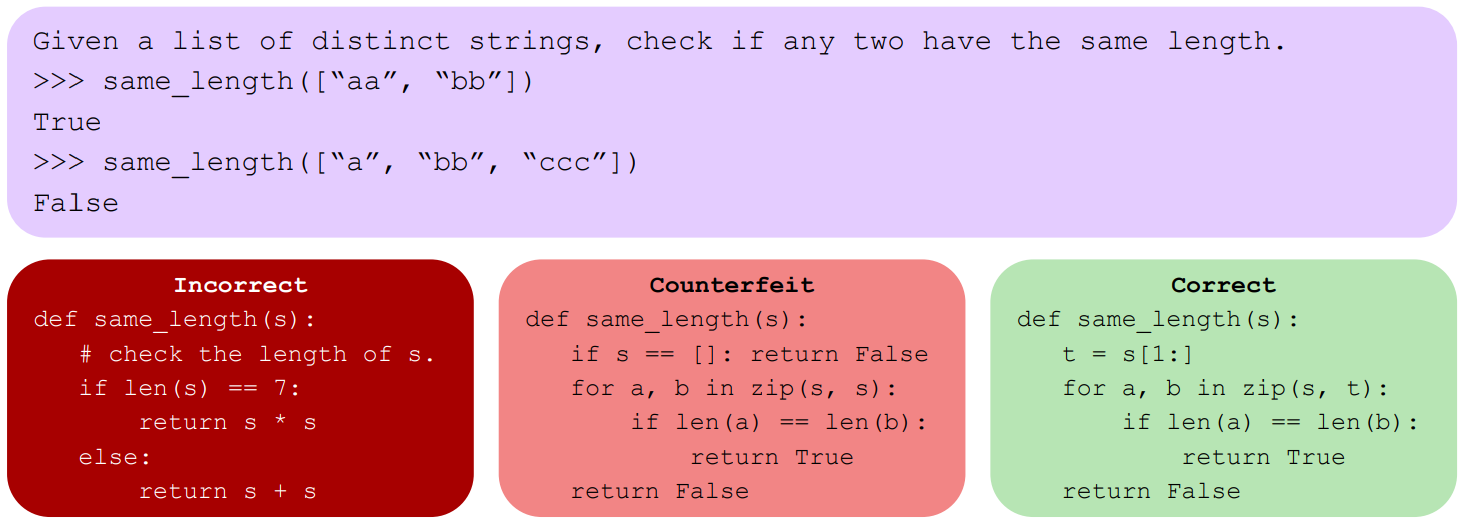 Given a list of distinct strings, check if any two have the same length.
>>> same_length([“aa”, “bb”])
True
>>> same_length([“a”, “bb”, “ccc”])
False
Incorrect
def same_length(s):
   # check the length of s.
   if len(s) == 7:
       return s * s
   else:
       return s + s
Counterfeit
def same_length(s):
   if s == []: return False
   for a, b in zip(s, s):
       if len(a) == len(b):
           return True
   return False
Correct
def same_length(s):
   t = s[1:]
   for a, b in zip(s, t):
       if len(a) == len(b):
           return True
   return False